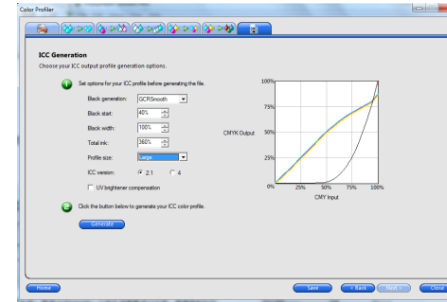 Color Profiler
ICC Generation
Choose your ICC output profile generation options.
1 Set options for your ICC profile before generating the file.
Black generation: GCRSmooth
Black start: 40%
Black width: 100%
Total ink: 360%
Profile size: Large
ICC version: 2.1 4
UV brightener compensation
2 Click the button below to generate your ICC color profile.
Generate
100%
75%
CMYK Output 50%
25%
0% 25% 50% 75% 100%
CMY Input
Home Save < Back Next > Close